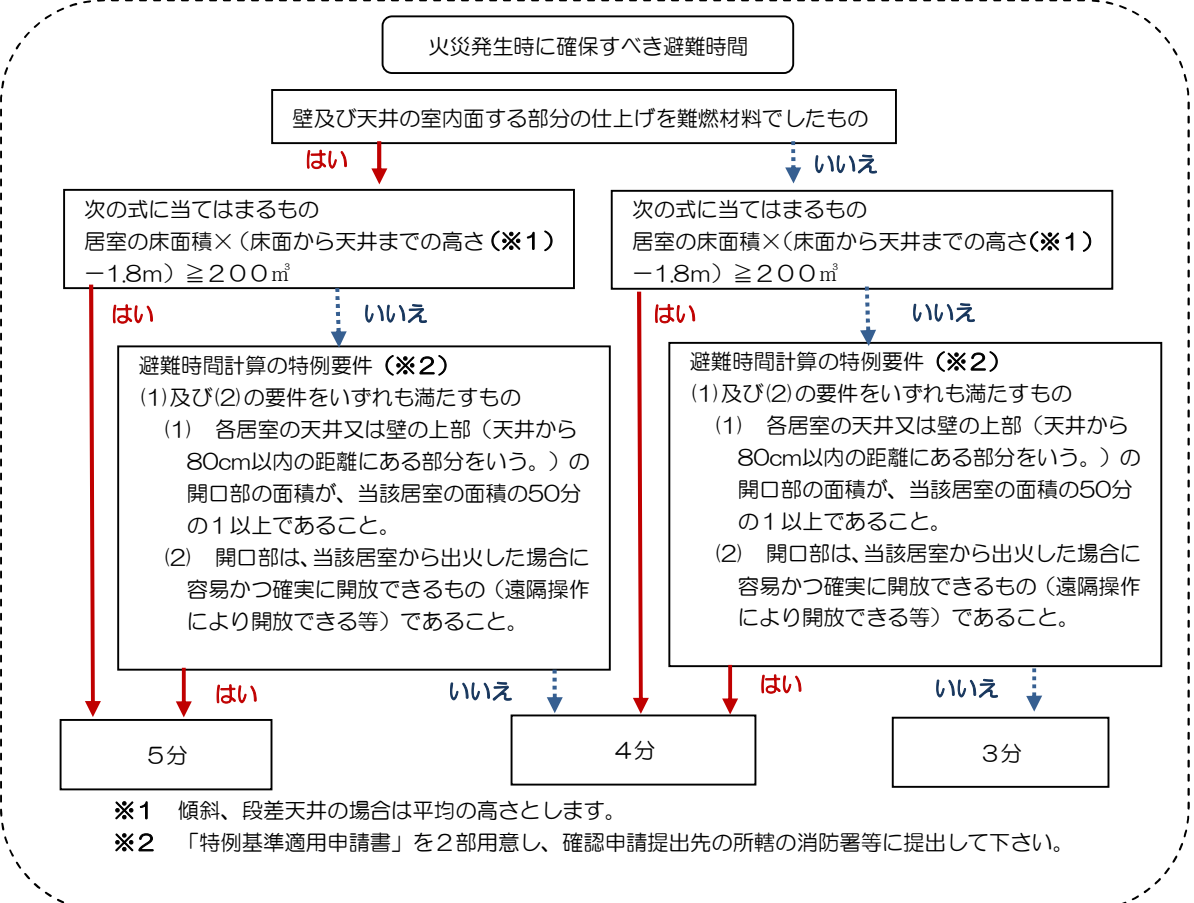 火災発生時に確保すべき避難時間
壁及び天井の室内面する部分の仕上げを難燃材料でしたもの
はい
いいえ
次の式に当てはまるもの
居室の床面積×（床面から天井までの高さ（※１）
－1.8m）≧２００㎥
次の式に当てはまるもの
居室の床面積×（床面から天井までの高さ（※１）
－1.8m）≧２００㎥
はい
いいえ
はい
いいえ
避難時間計算の特例要件（※２）
⑴及び⑵の要件をいずれも満たすもの
⑴　各居室の天井又は壁の上部（天井から
80cm以内の距離にある部分をいう。）の
開口部の面積が、当該居室の面積の50分
の１以上であること。
⑵　開口部は、当該居室から出火した場合に
容易かつ確実に開放できるもの（遠隔操作
により開放できる等）であること。
避難時間計算の特例要件（※２）
⑴及び⑵の要件をいずれも満たすもの
⑴　各居室の天井又は壁の上部（天井から
80cm以内の距離にある部分をいう。）の
開口部の面積が、当該居室の面積の50分
の１以上であること。
⑵　開口部は、当該居室から出火した場合に
容易かつ確実に開放できるもの（遠隔操作
により開放できる等）であること。
はい
いいえ
はい
いいえ
５分
４分
３分
※１　傾斜、段差天井の場合は平均の高さとします。
※２　「特例基準適用申請書」を２部用意し、確認申請提出先の所轄の消防署等に提出して下さい。